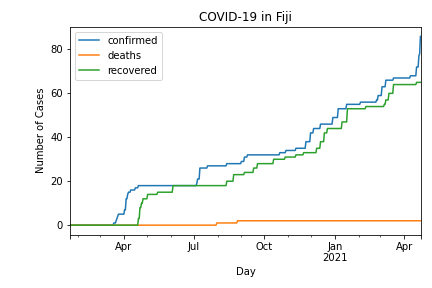 COVID-19 in Fiji
confirmed
deaths
recovered
Number of Cases
80
60
40
20
0
Apr
Jul
Oct
Jan
2021
Apr
Day